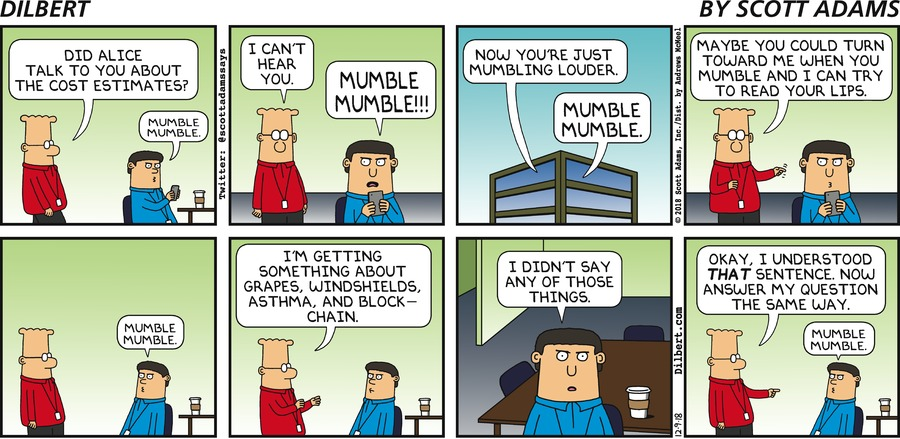 DILBERT
BY SCOTT ADAMS
DID ALICE
TALK TO YOU ABOUT
THE COST ESTIMATES?
MUMBLE
MUMBLE.
Twitter: @scottadamssays
I CAN'T
HEAR
YOU.
MUMBLE
MUMBLE!!!
NOW YOU'RE JUST
MUMBLING LOUDER.
MUMBLE
MUMBLE.
© 2018 Scott Adams, Inc./Dist. by Andrews McMeel
MAYBE YOU COULD TURN
TOWARD ME WHEN YOU
MUMBLE AND I CAN TRY
TO READ YOUR LIPS.
MUMBLE
MUMBLE.
I'M GETTING
SOMETHING ABOUT
GRAPES, WINDSHIELDS,
ASTHMA, AND BLOCK-
CHAIN.
I DIDN'T SAY
ANY OF THOSE
THINGS.
12-9-18
Dilbert.com
OKAY, I UNDERSTOOD
THAT SENTENCE. NOW
ANSWER MY QUESTION
THE SAME WAY.
MUMBLE
MUMBLE.